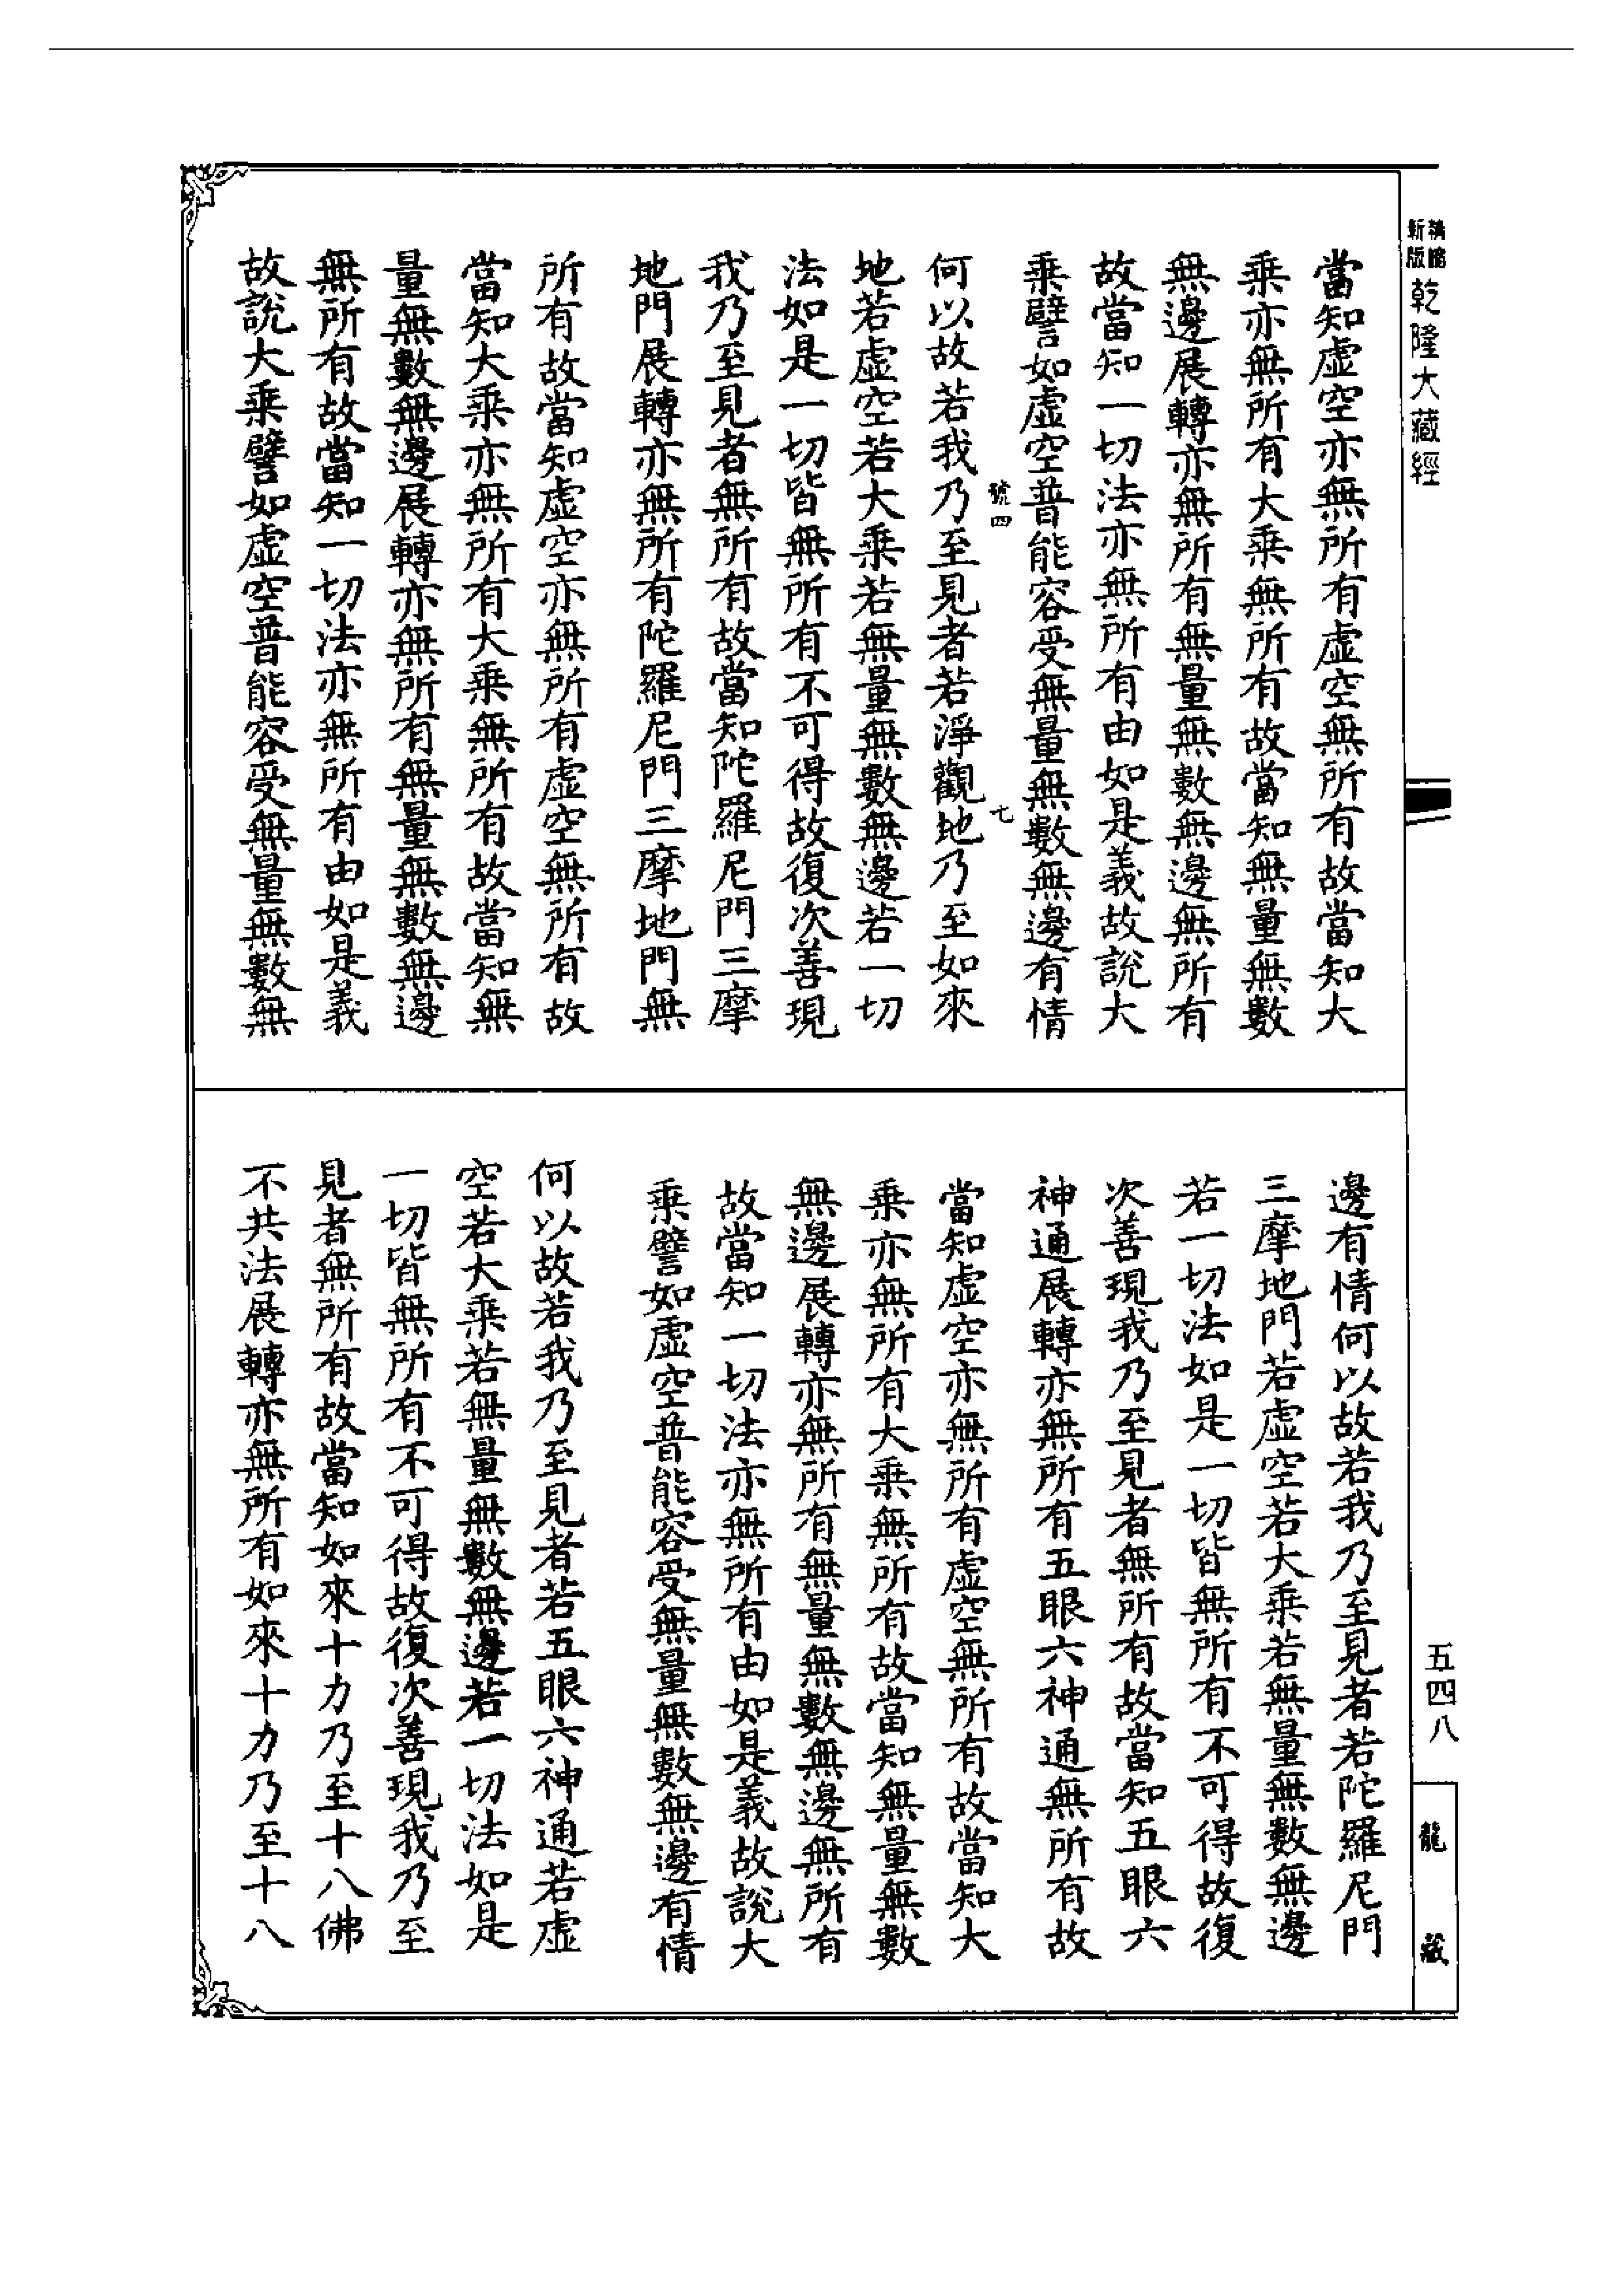 新版
乾隆大藏經
當知虛空亦無所有虛空無所有故當知大
乘亦無所有大乘無所有故當知無量無數
無邊展轉亦無所有無量無數無邊無所有
故當知一切法亦無所有由如是義故說大
乘譬如虛空普能容受無量無數無邊有情
號四
七
何以故若我乃至見者若淨觀地乃至如來
地若虛空若大乘若無量無數無邊若一切
法如是一切皆無所有不可得故復次善現
我乃至見者無所有故當知陀羅尼門三摩
地門展轉亦無所有陀羅尼門三摩地門無
所有故當知虛空亦無所有虛空無所有故
當知大乘亦無所有大乘無所有故當知無
量無數無邊展轉亦無所有無量無數無邊
無所有故當知一切法亦無所有由如是義
故說大乘譬如虛空普能容受無量無數無
邊有情何以故若我乃至見者若陀羅尼門
三摩地門若虛空若大乘若無量無數無邊
若一切法如是一切皆無所有不可得故復
次善現我乃至見者無所有故當知五眼六
神通展轉亦無所有五眼六神通無所有故
當知虛空亦無所有虛空無所有故當知大
乘亦無所有大乘無所有故當知無量無數
無邊展轉亦無所有無量無數無邊無所有
故當知一切法亦無所有由如是義故說大
乘譬如虛空普能容受無量無數無邊有情
何以故若我乃至見者若五眼六神通若虛
空若大乘若無量無數無邊若一切法如是
一切皆無所有不可得故復次善現我乃至
見者無所有故當知如來十力乃至十八佛
不共法展轉亦無所有如來十力乃至十八
五四八
龍藏